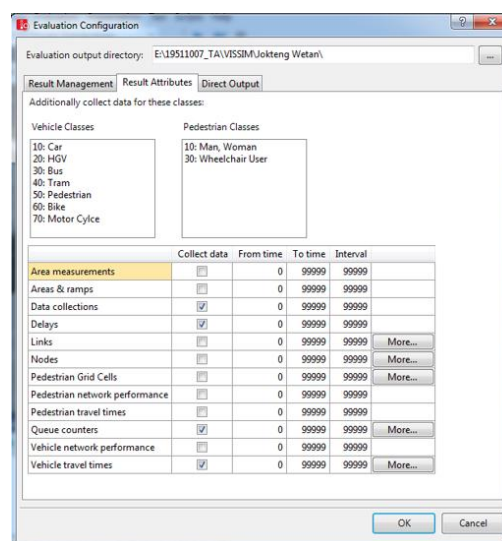 Evaluation Configuration
Evaluation output directory: E:\19511007_TA\VISSIM\Jokteng Wetan\
...
Result Management Result Attributes Direct Output
Additionally collect data for these classes:
Vehicle Classes Pedestrian Classes
10: Car 10: Man, Woman
20: HGV 30: Wheelchair User
30: Bus
40: Tram
50: Pedestrian
60: Bike
70: Motor Cylce
Collect data From time To time Interval
Area measurements 0 99999 99999
Areas & ramps 0 99999 99999
Data collections 0 99999 99999
Delays 0 99999 99999
Links 0 99999 99999 More...
Nodes 0 99999 99999 More...
Pedestrian Grid Cells 0 99999 99999 More...
Pedestrian network performance 0 99999 99999
Pedestrian travel times 0 99999 99999
Queue counters 0 99999 99999 More...
Vehicle network performance 0 99999 99999
Vehicle travel times 0 99999 99999 More...
OK Cancel